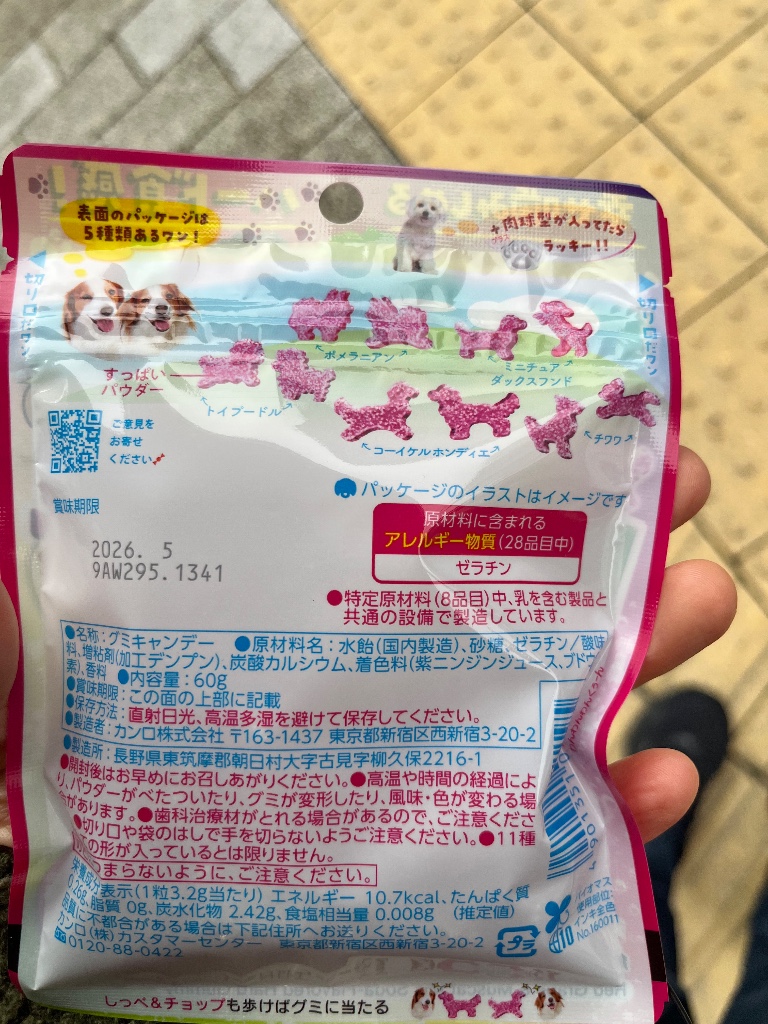 表面のパッケージは
5種類あるワン!
+肉球型が入ってたら
プラス
ラッキー!!
切り口だワン
切り口だワン
ポメラニアン
ミニチュア
ダックスフンド
すっぱい
パウダー
トイプードル
コーイケルホンディエ
チワワ
ご意見を
お寄せ
ください
パッケージのイラストはイメージです
賞味期限
2026. 5
9AW295.1341
原材料に含まれる
アレルギー物質(28品目中)
ゼラチン
●特定原材料(8品目)中、乳を含む製品と
共通の設備で製造しています。
●名称:グミキャンデー ●原材料名:水飴(国内製造)、砂糖、ゼラチン/酸味
料、増粘剤(加工デンプン)、炭酸カルシウム、着色料(紫ニンジンジュース、ブドウ
素)、香料 ●内容量:60g
●賞味期限:この面の上部に記載
●保存方法:直射日光、高温多湿を避けて保存してください。
●製造者:カンロ株式会社 〒163-1437 東京都新宿区西新宿3-20-2
●製造所:長野県東筑摩郡朝日村大字古見字柳久保2216-1
●開封後はお早めにお召しあがりください。●高温や時間の経過によ
り、パウダーがべたついたり、グミが変形したり、風味・色が変わる場
合があります。●歯科治療材がとれる場合があるので、ご注意くださ
●切り口や袋のはしで手を切らないようご注意ください。●11種
の形が入っているとは限りません。
つまらないように、ご注意ください。
栄養成分表示(1粒3.2g当たり) エネルギー 10.7kcal、たんぱく質
0.26g、脂質 0g、炭水化物 2.42g、食塩相当量 0.008g (推定値)
品質に不都合がある場合は下記住所へお送りください。
カンロ(株)カスタマーセンター 東京都新宿区西新宿3-20-2
0120-88-0422
プラ
バイオマス
使用部位:
インキ全色
No.160011
しっぺ&チョップも歩けばグミに当たる